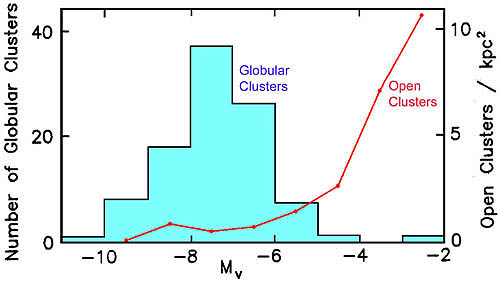 Number of Globular Clusters
40
20
0
Globular
Clusters
Open
Clusters
10
5
0
Open Clusters / kpc²
−10
−8
−6
−4
−2
Mᵥ